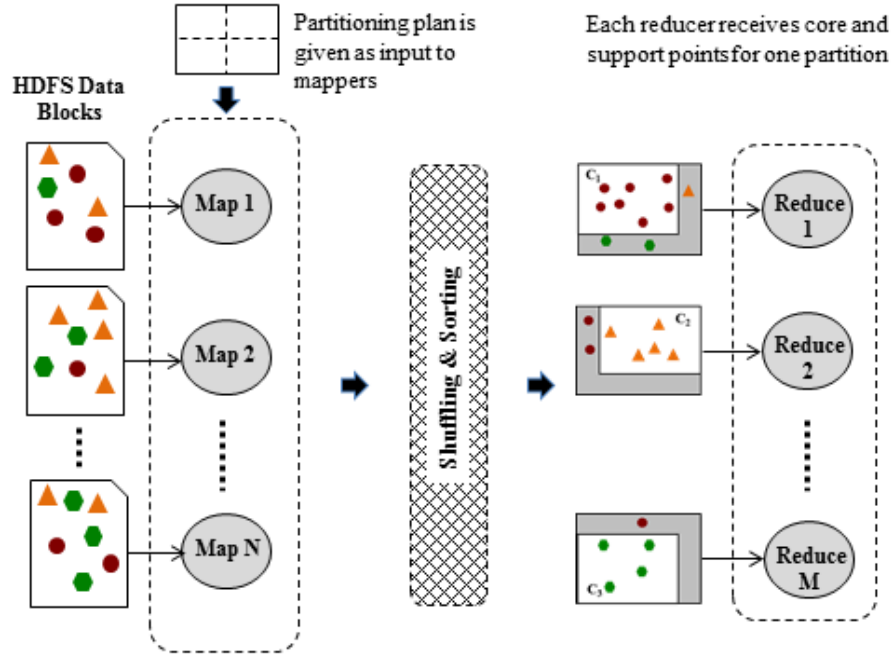 Partitioning plan is
given as input to
mappers
Each reducer receives core and
support points for one partition
HDFS Data
Blocks
Map 1
Map 2
Map N
Shuffling & Sorting
C1
C2
C3
Reduce
1
Reduce
2
Reduce
M